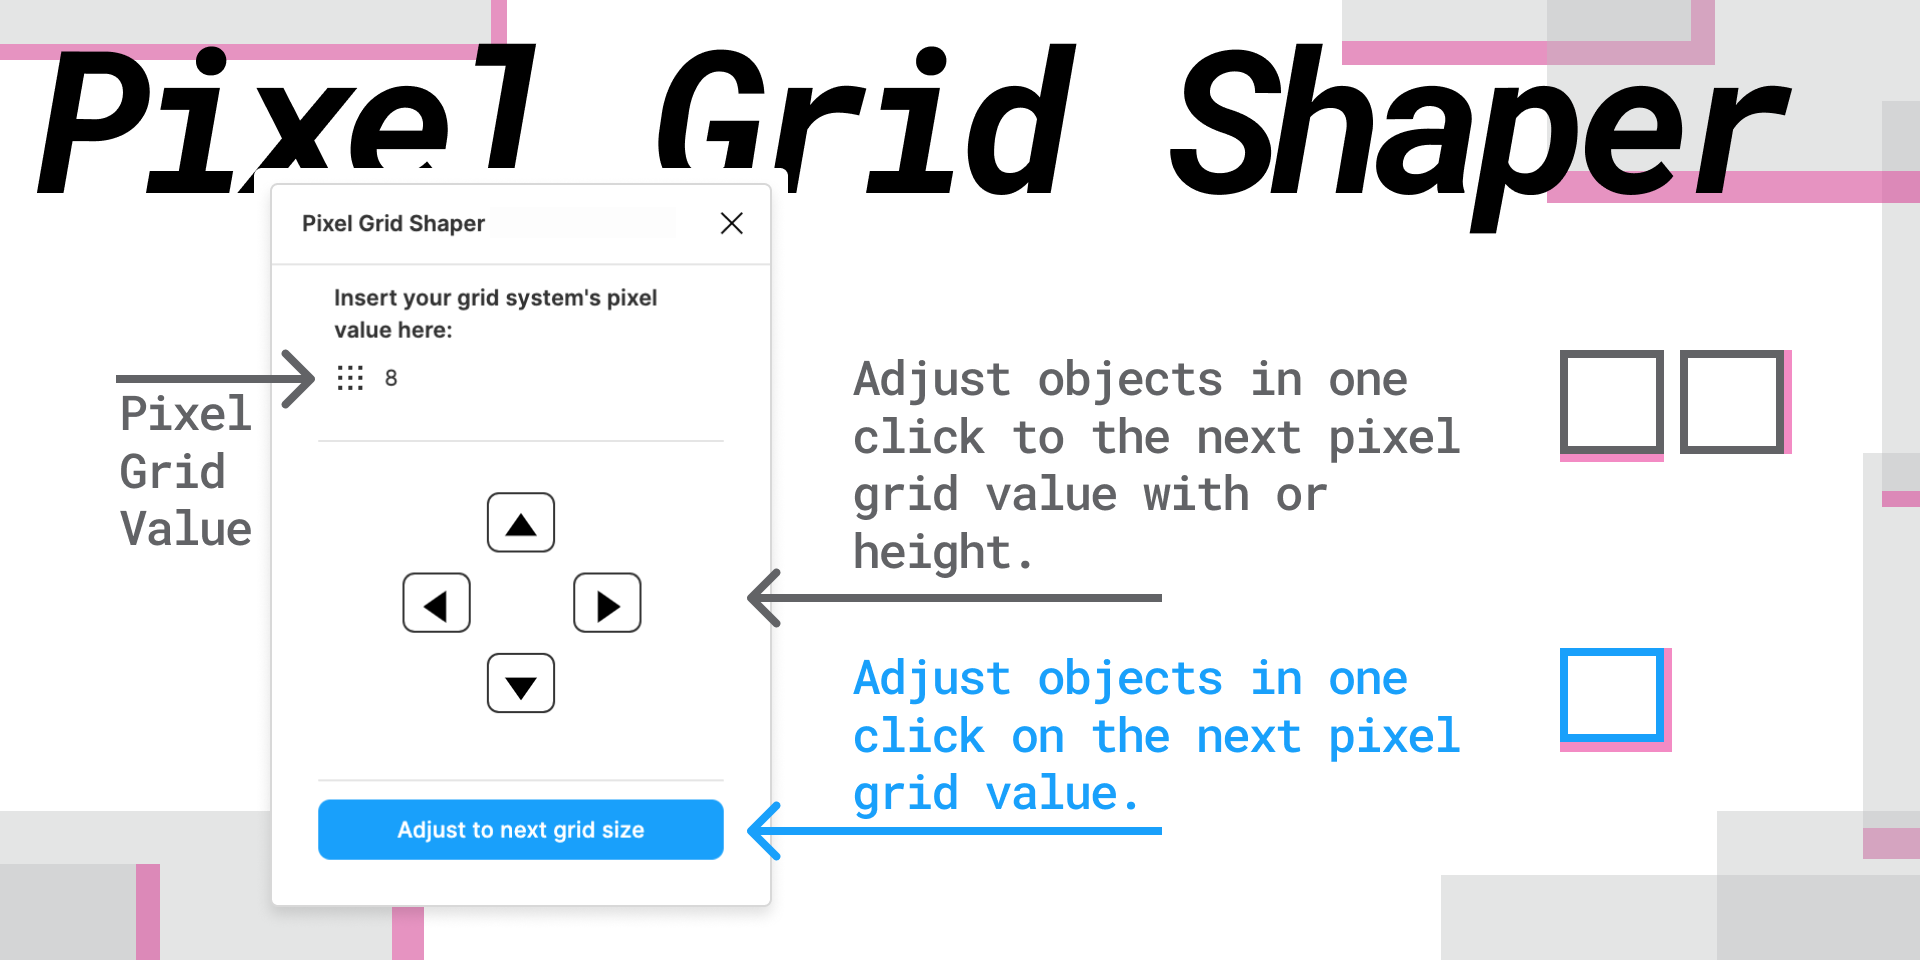 Pixel Grid Shaper
Pixel Grid Shaper
Insert your grid system's pixel
value here:
8
Pixel
Grid
Value
Adjust objects in one
click to the next pixel
grid value with or
height.
Adjust objects in one
click on the next pixel
grid value.
Adjust to next grid size